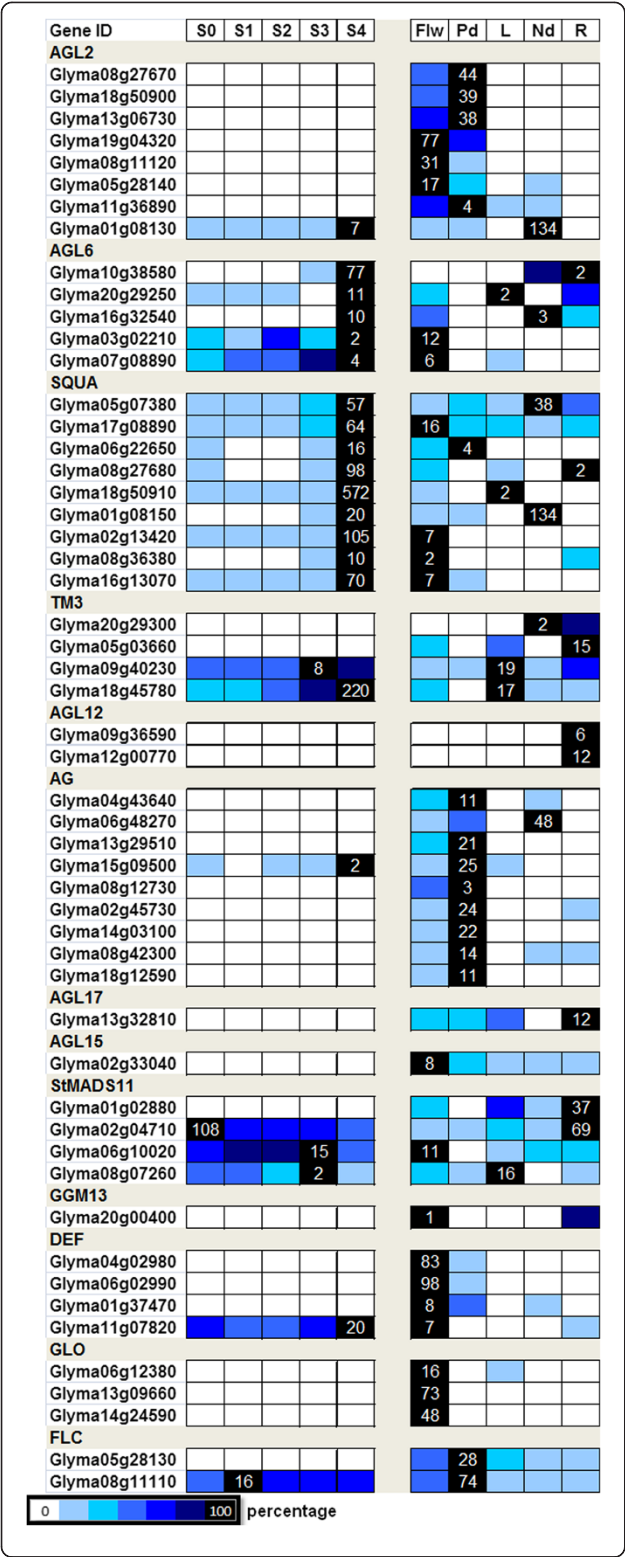 Gene ID S0 S1 S2 S3 S4 Flw Pd L Nd R
AGL2
Glyma08g27670 44
Glyma18g50900 39
Glyma13g06730 38
Glyma19g04320 77
Glyma08g11120 31
Glyma05g28140 17
Glyma11g36890 4
Glyma01g08130 7 134
AGL6
Glyma10g38580 77 2
Glyma20g29250 11 2
Glyma16g32540 10 3
Glyma03g02210 2 12
Glyma07g08890 4 6
SQUA
Glyma05g07380 57 38
Glyma17g08890 64 16
Glyma06g22650 16 4
Glyma08g27680 98 2
Glyma18g50910 572 2
Glyma01g08150 20 134
Glyma02g13420 105 7
Glyma08g36380 10 2
Glyma16g13070 70 7
TM3
Glyma20g29300 2
Glyma05g03660 15
Glyma09g40230 8 19
Glyma18g45780 220 17
AGL12
Glyma09g36590 6
Glyma12g00770 12
AG
Glyma04g43640 11
Glyma06g48270 48
Glyma13g29510 21
Glyma15g09500 2 25
Glyma08g12730 3
Glyma02g45730 24
Glyma14g03100 22
Glyma08g42300 14
Glyma18g12590 11
AGL17
Glyma13g32810 12
AGL15
Glyma02g33040 8
StMADS11
Glyma01g02880 37
Glyma02g04710 108 69
Glyma06g10020 15 11
Glyma08g07260 2 16
GGM13
Glyma20g00400 1
DEF
Glyma04g02980 83
Glyma06g02990 98
Glyma01g37470 8
Glyma11g07820 20 7
GLO
Glyma06g12380 16
Glyma13g09660 73
Glyma14g24590 48
FLC
Glyma05g28130 28
Glyma08g11110 16 74
0 100 percentage